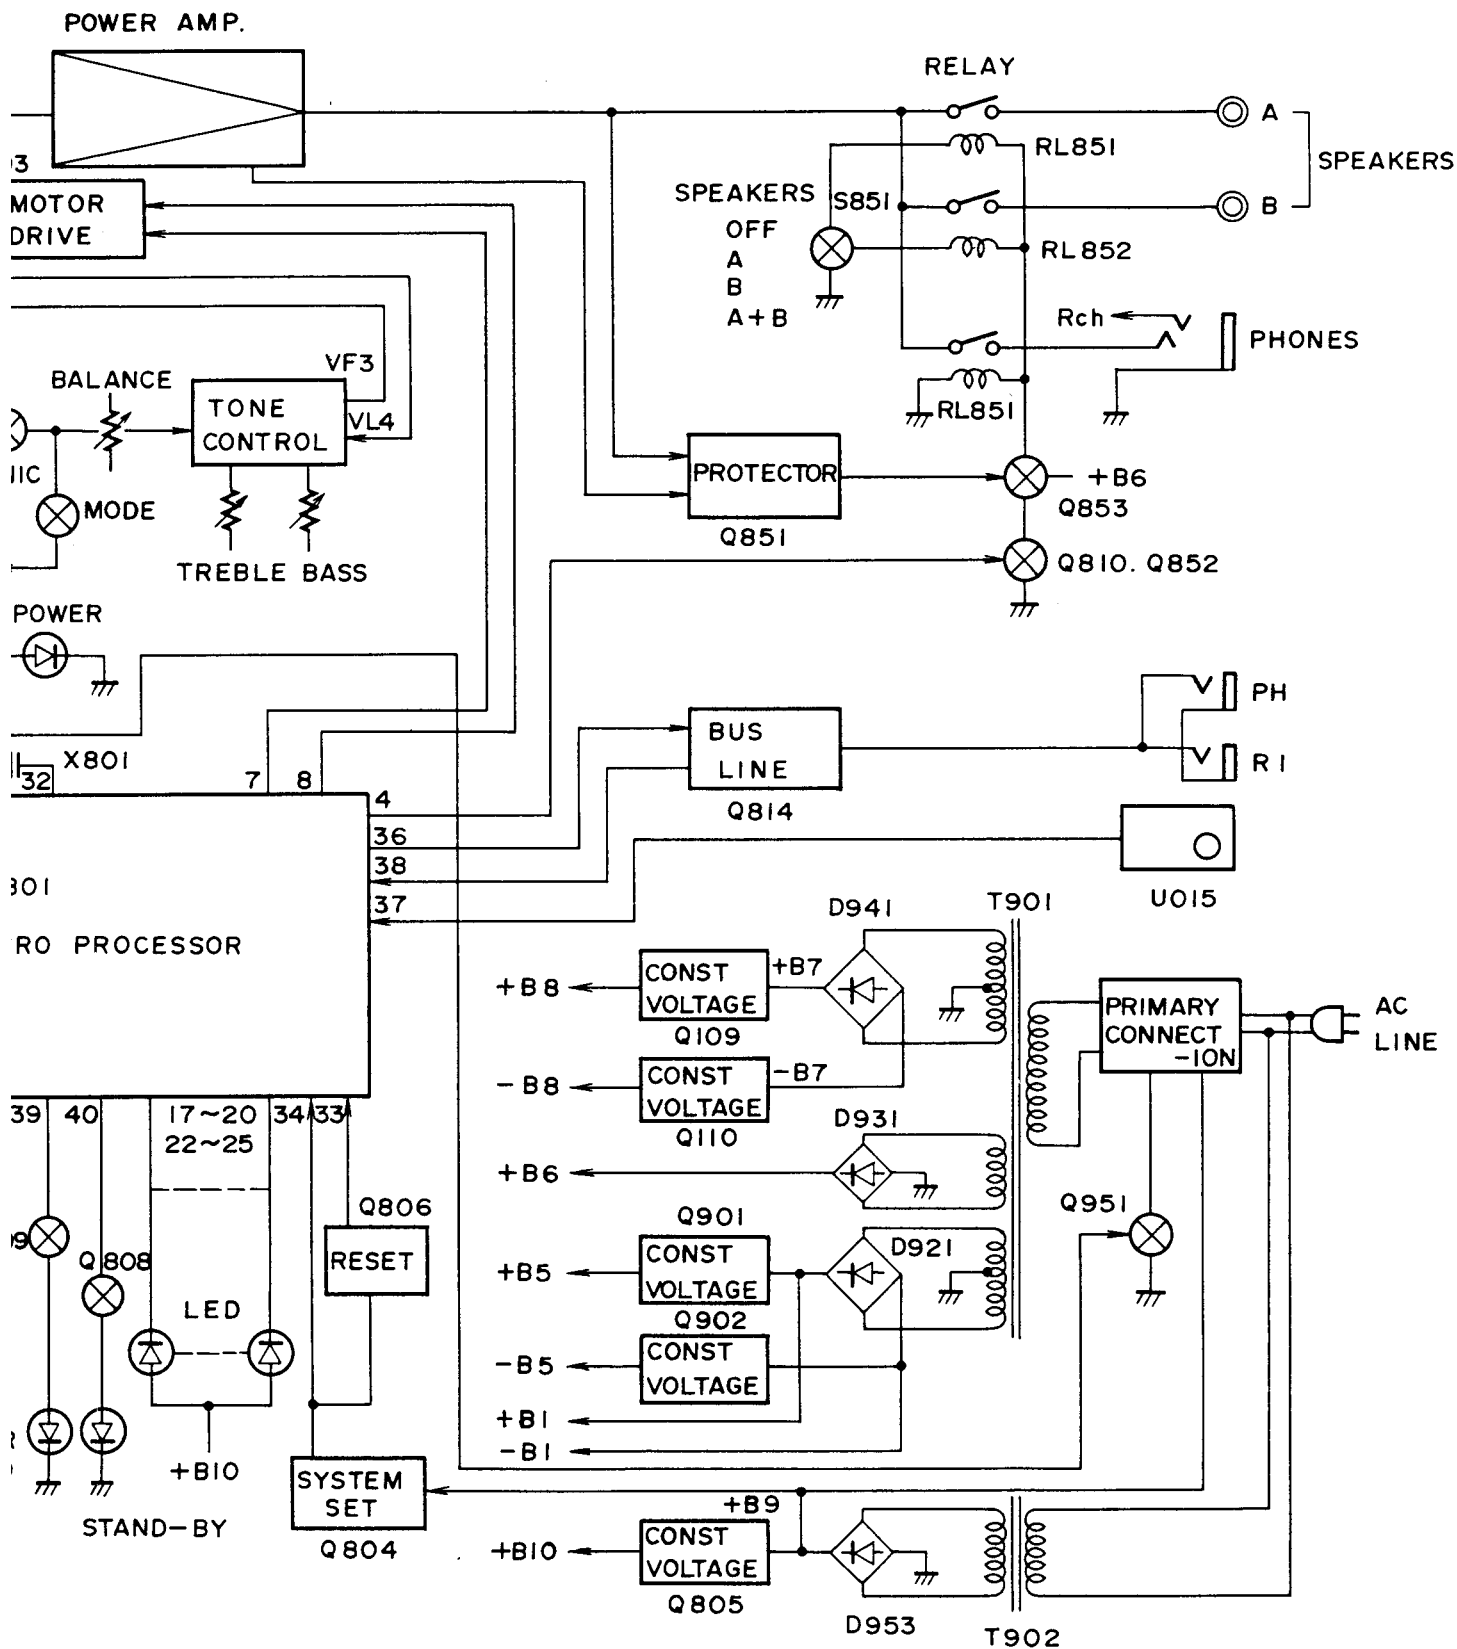 POWER AMP.
RELAY
A
RL851
SPEAKERS
SPEAKERS
S851
B
OFF
A
B
A+B
RL852
MOTOR
DRIVE
Rch
PHONES
RL851
VF3
BALANCE
TONE
CONTROL
VL4
MODE
TREBLE BASS
PROTECTOR
Q851
+B6
Q853
Q810. Q852
POWER
X801
32
7
8
4
36
38
37
BUS
LINE
Q814
PH
RI
U015
RO PROCESSOR
39
40
17~20
22~25
34
33
D941
T901
+B8
CONST
VOLTAGE
+B7
Q109
-B8
CONST
VOLTAGE
-B7
Q110
PRIMARY
CONNECT
-ION
AC
LINE
D931
+B6
Q951
Q806
RESET
Q808
LED
Q901
D921
+B5
CONST
VOLTAGE
Q902
-B5
CONST
VOLTAGE
+B1
-B1
+B10
STAND-BY
SYSTEM
SET
Q804
+B9
+B10
CONST
VOLTAGE
Q805
D953
T902